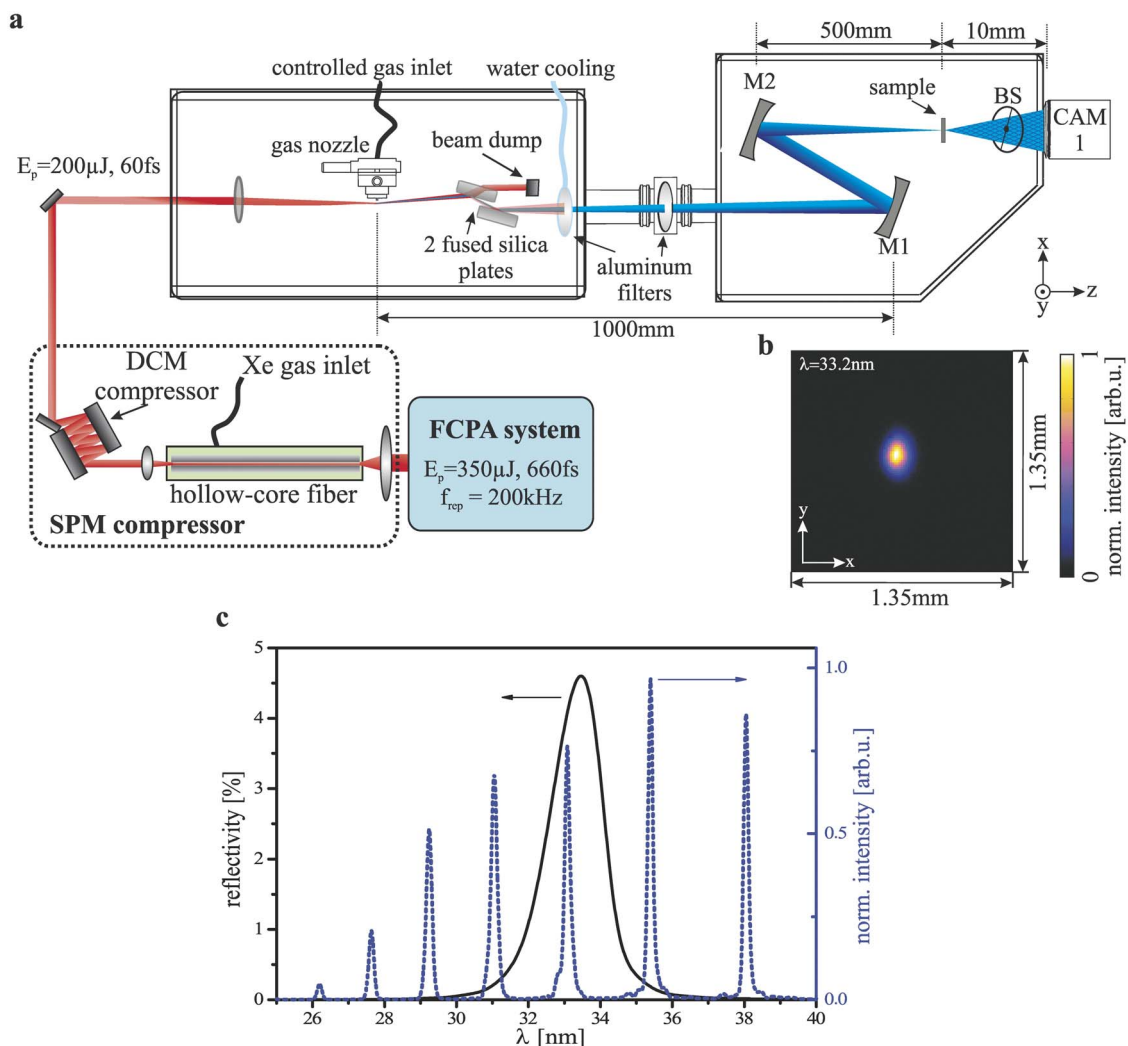 a
500mm
10mm
controlled gas inlet
water cooling
M2
sample
BS
CAM
1
gas nozzle
beam dump
Eₚ=200μJ, 60fs
2 fused silica
plates
aluminum
filters
M1
x
z
y
1000mm
DCM
compressor
Xe gas inlet
hollow-core fiber
SPM compressor
FCPA system
Eₚ=350μJ, 660fs
f_rep = 200kHz
b
λ=33.2nm
y
x
1.35mm
1.35mm
1
0
norm. intensity [arb.u.]
c
5
4
3
2
1
0
reflectivity [%]
1.0
0.5
0.0
norm. intensity [arb.u.]
26 28 30 32 34 36 38 40
λ [nm]